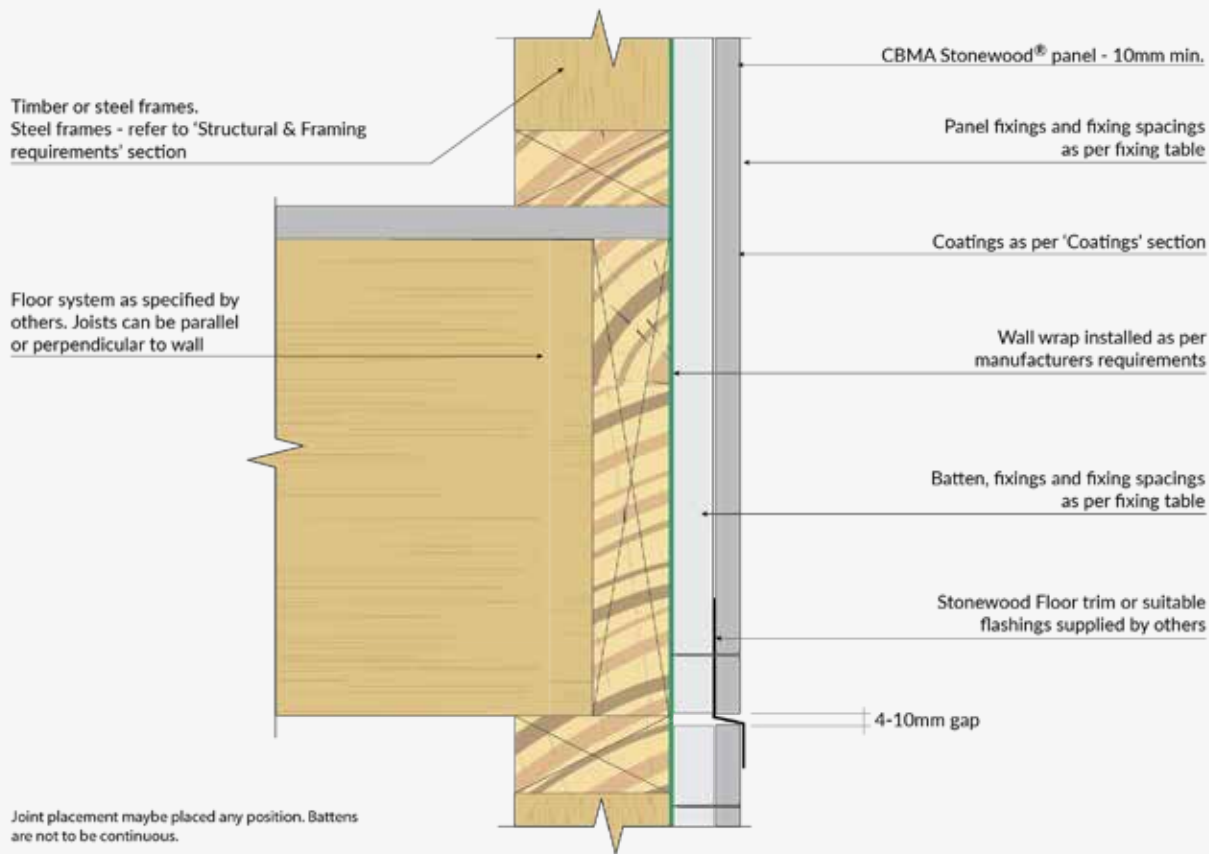 Timber or steel frames.
Steel frames - refer to ‘Structural & Framing
requirements’ section
Floor system as specified by
others. Joists can be parallel
or perpendicular to wall
Joint placement maybe placed any position. Battens
are not to be continuous.
CBMA Stonewood® panel - 10mm min.
Panel fixings and fixing spacings
as per fixing table
Coatings as per ‘Coatings’ section
Wall wrap installed as per
manufacturers requirements
Batten, fixings and fixing spacings
as per fixing table
Stonewood Floor trim or suitable
flashings supplied by others
4-10mm gap